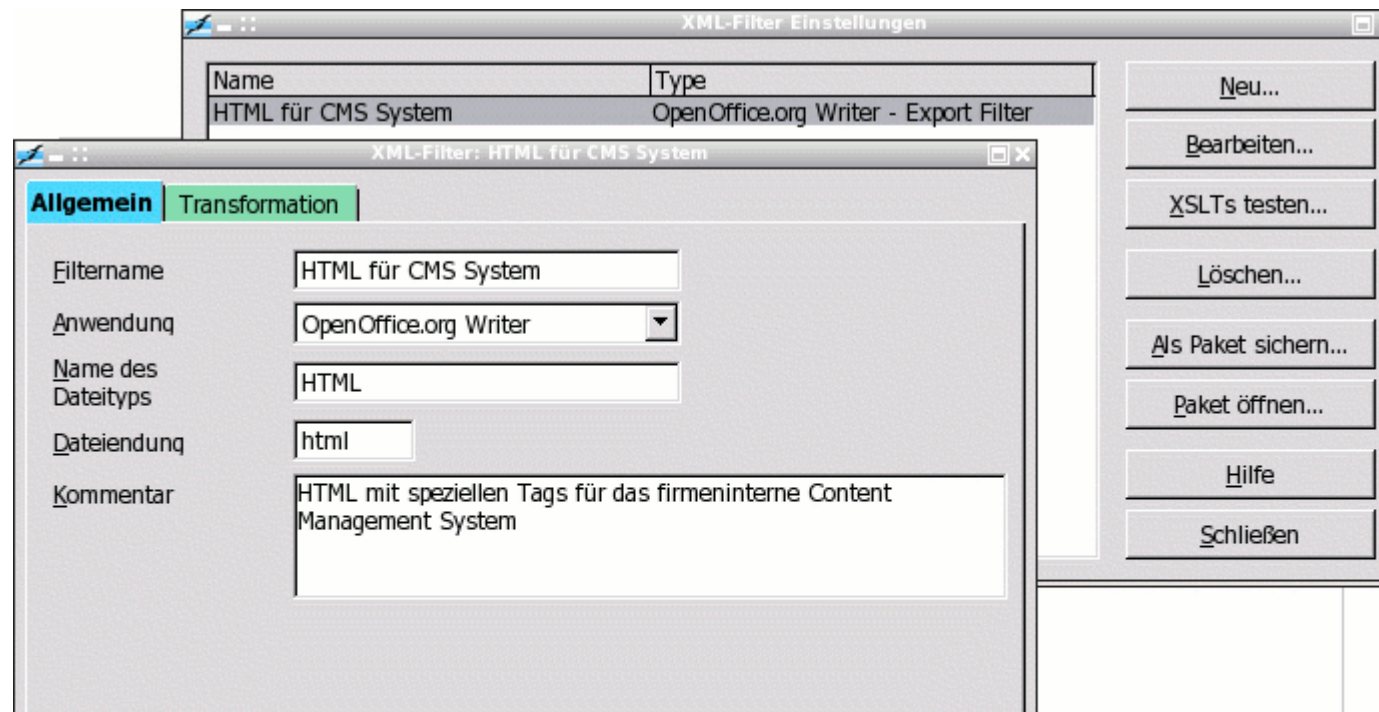 XML-Filter Einstellungen
Name Type
HTML für CMS System OpenOffice.org Writer - Export Filter
Neu...
Bearbeiten...
XSLTs testen...
Löschen...
Als Paket sichern...
Paket öffnen...
Hilfe
Schließen
XML-Filter: HTML für CMS System
Allgemein Transformation
Filtername HTML für CMS System
Anwendung OpenOffice.org Writer
Name des
Dateityps HTML
Dateiendung html
Kommentar HTML mit speziellen Tags für das firmeninterne Content
Management System